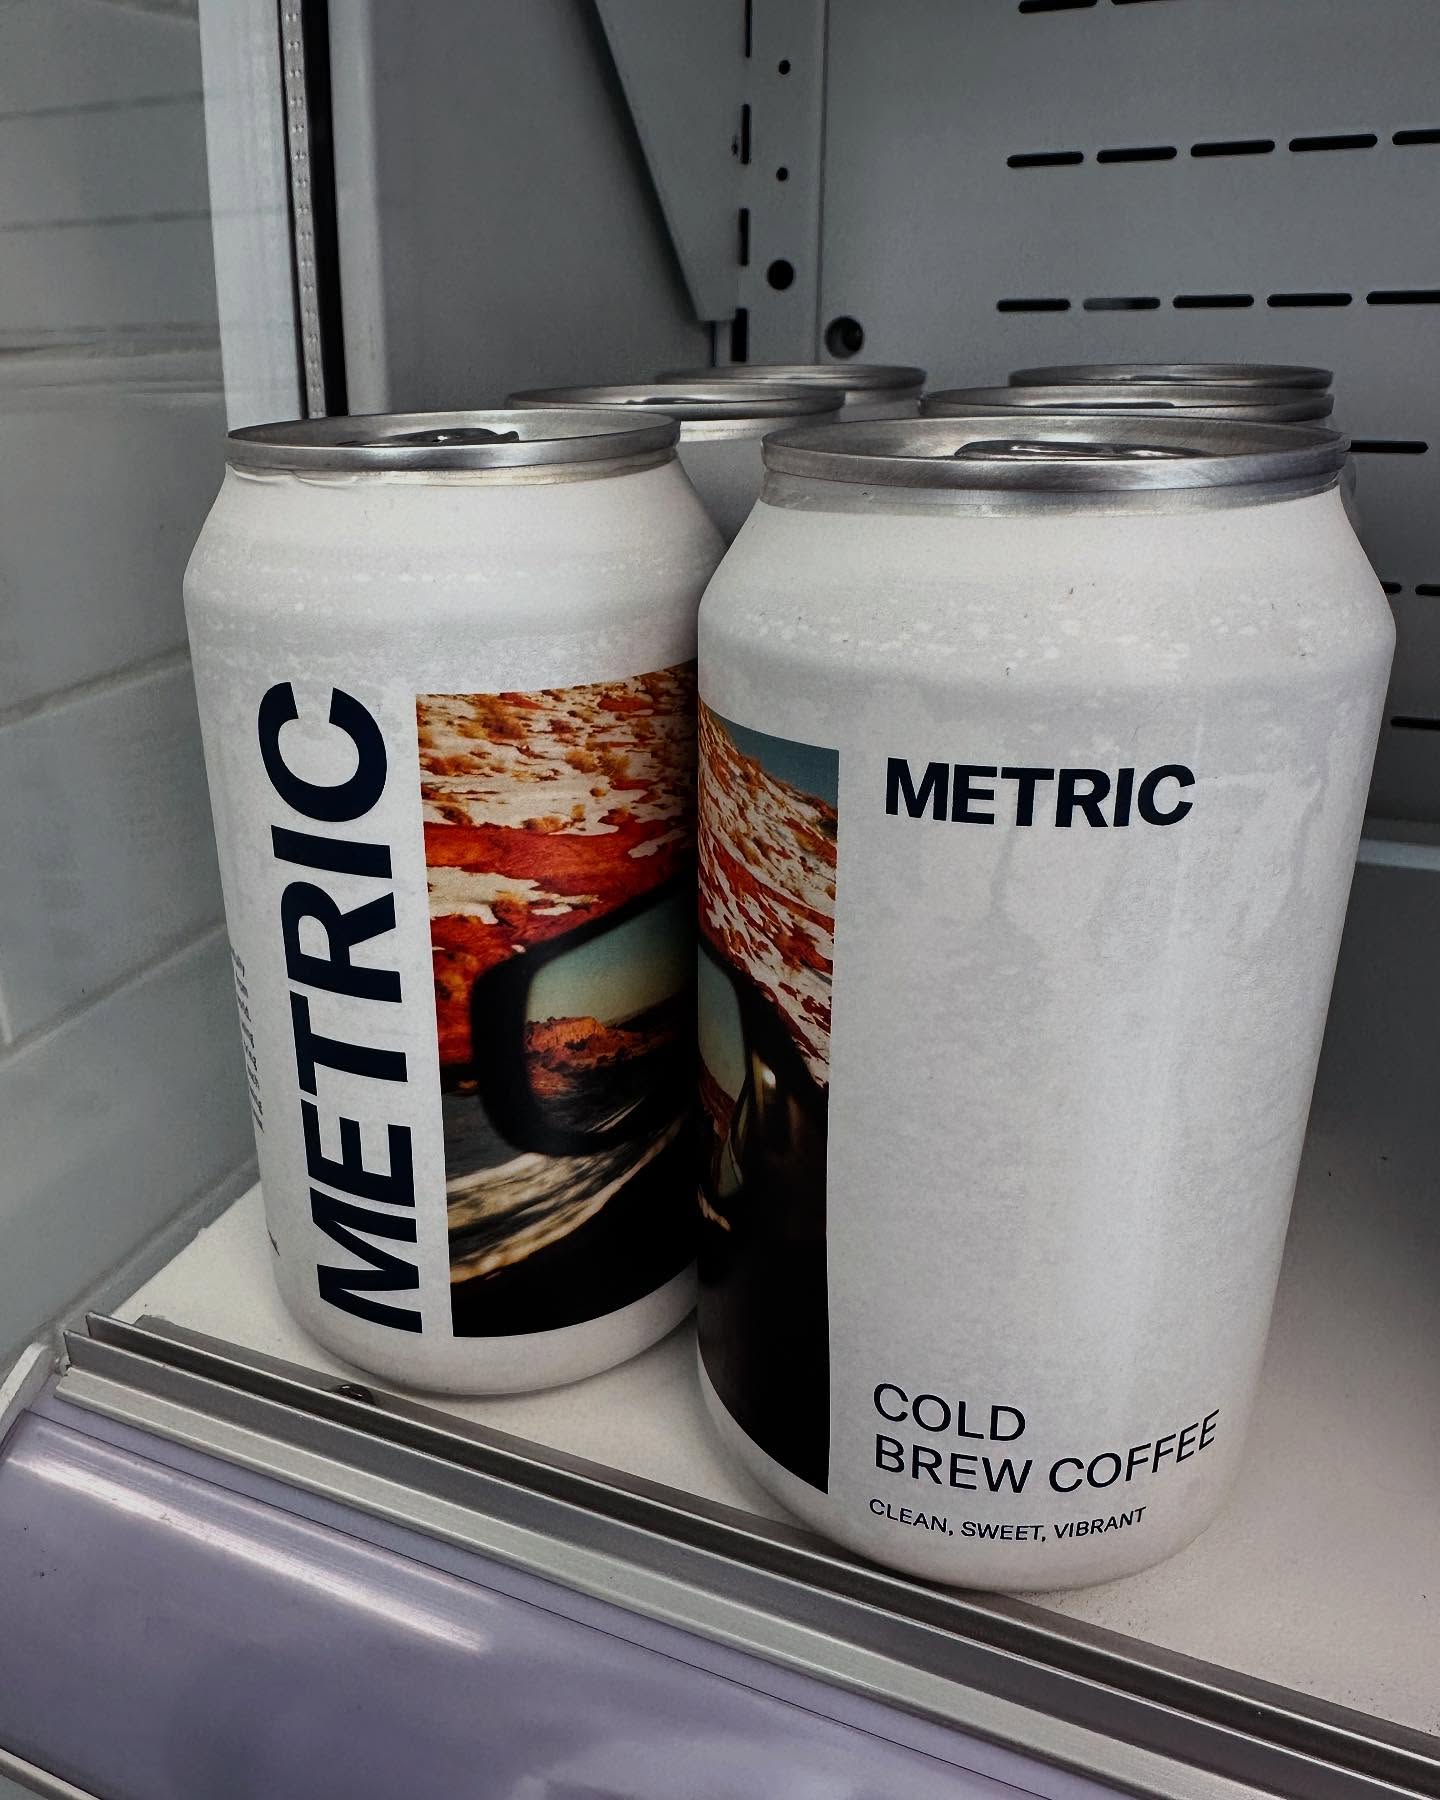 METRIC
METRIC
COLD
BREW COFFEE
CLEAN, SWEET, VIBRANT